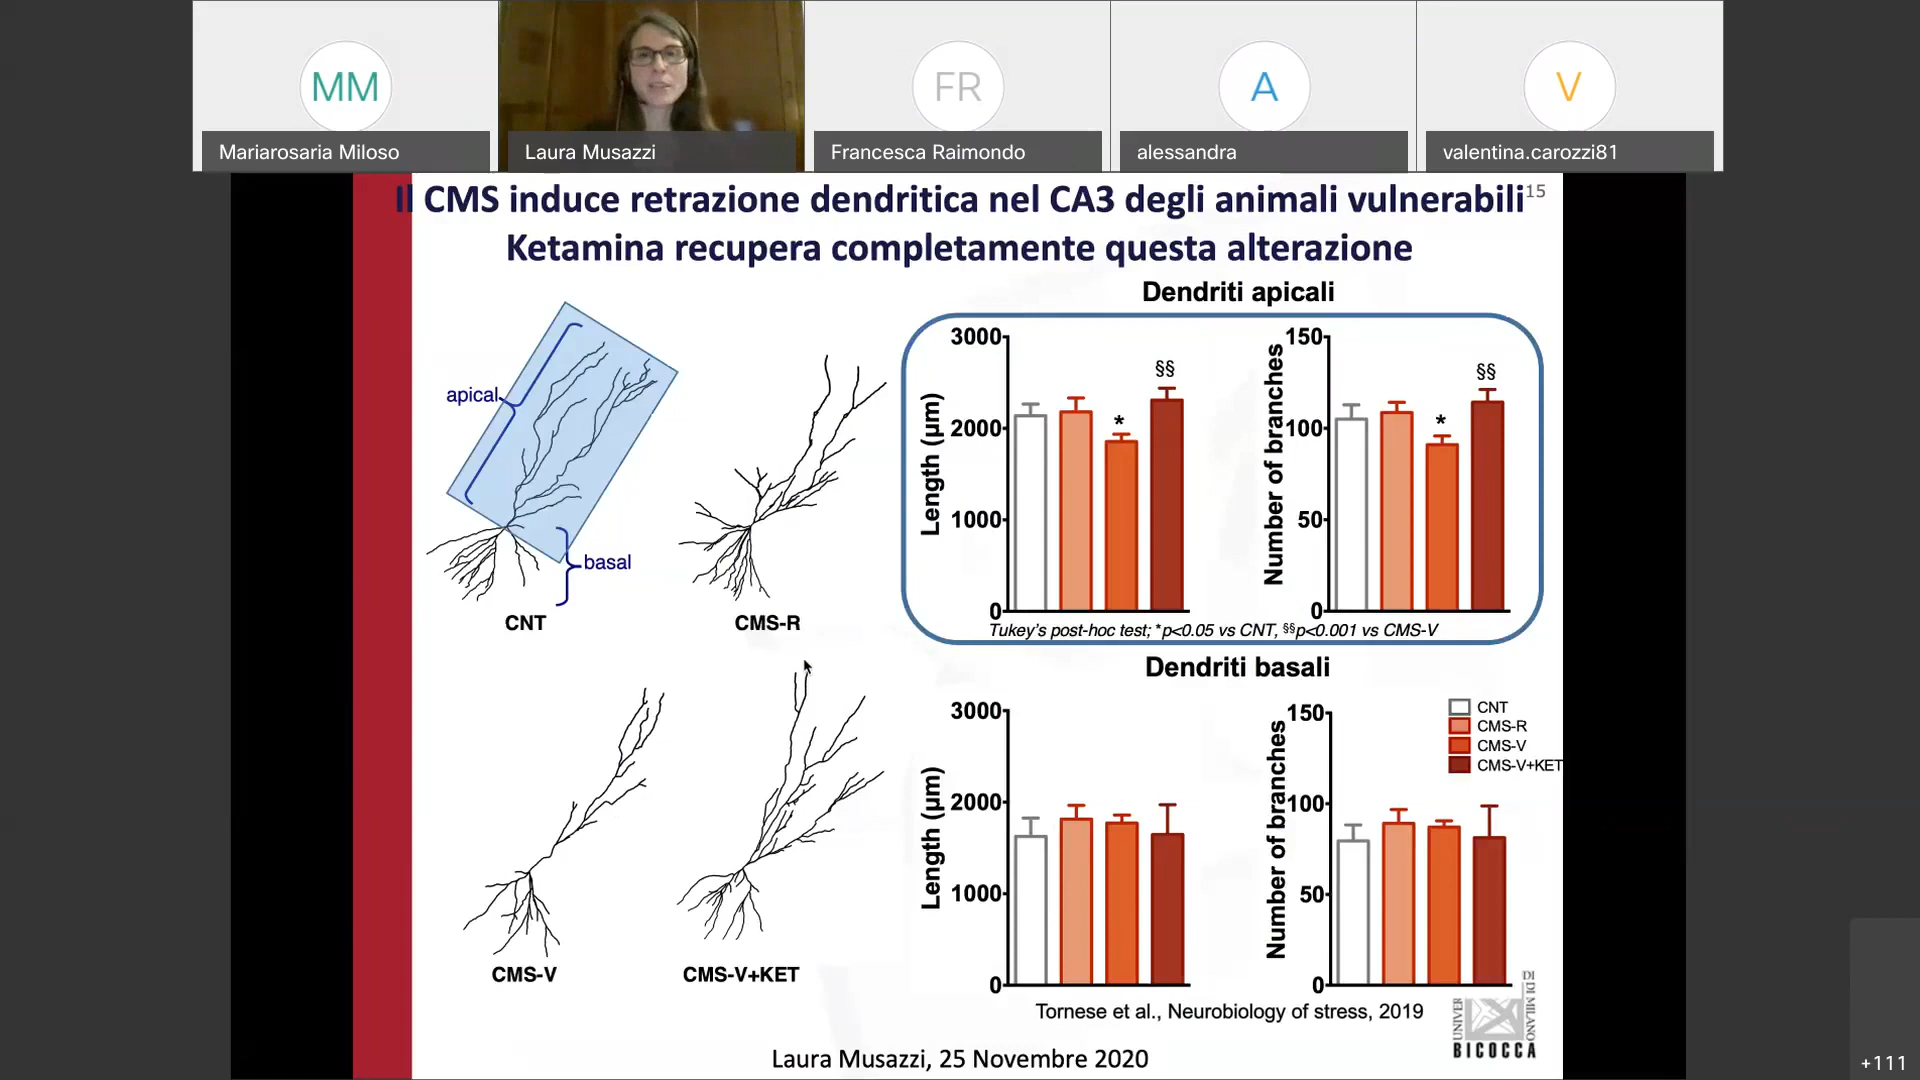 MM
Mariarosaria Miloso
Laura Musazzi
FR
Francesca Raimondo
A
alessandra
V
valentina.carozzi81
Il CMS induce retrazione dendritica nel CA3 degli animali vulnerabili15
Ketamina recupera completamente questa alterazione
apical
basal
CNT
CMS-R
CMS-V
CMS-V+KET
Dendriti apicali
Length (μm)
3000
2000
1000
0
*
§§
Number of branches
150
100
50
0
*
§§
Tukey's post-hoc test; *p<0.05 vs CNT, §§p<0.001 vs CMS-V
Dendriti basali
Length (μm)
3000
2000
1000
0
Number of branches
150
100
50
0
CNT
CMS-R
CMS-V
CMS-V+KET
Tornese et al., Neurobiology of stress, 2019
Laura Musazzi, 25 Novembre 2020
UNIVER
DI
DI MILANO
BICOCCA
+111